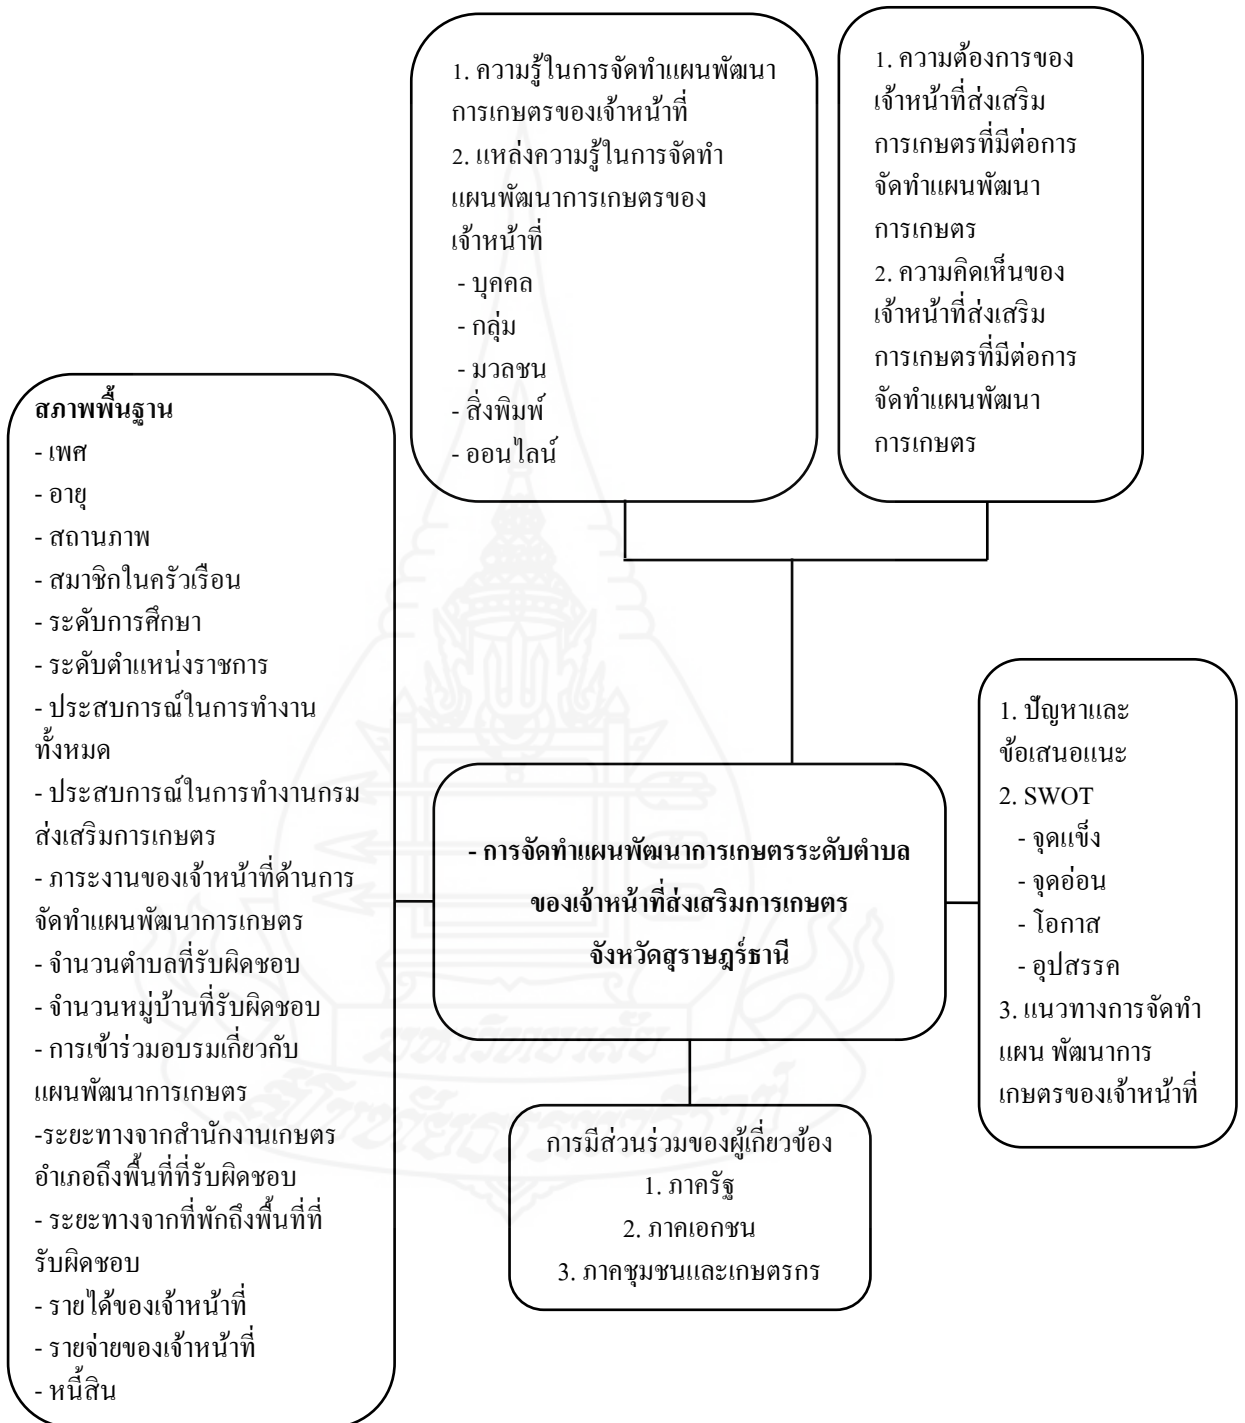 1. ความรู้ในการจัดทำแผนพัฒนา
การเกษตรของเจ้าหน้าที่
2. แหล่งความรู้ในการจัดทำ
แผนพัฒนาการเกษตรของ
เจ้าหน้าที่
- บุคคล
- กลุ่ม
- มวลชน
- สิ่งพิมพ์
- ออนไลน์
1. ความต้องการของ
เจ้าหน้าที่ส่งเสริม
การเกษตรที่มีต่อการ
จัดทำแผนพัฒนา
การเกษตร
2. ความคิดเห็นของ
เจ้าหน้าที่ส่งเสริม
การเกษตรที่มีต่อการ
จัดทำแผนพัฒนา
การเกษตร
สภาพพื้นฐาน
- เพศ
- อายุ
- สถานภาพ
- สมาชิกในครัวเรือน
- ระดับการศึกษา
- ระดับตำแหน่งราชการ
- ประสบการณ์ในการทำงาน
ทั้งหมด
- ประสบการณ์ในการทำงานกรม
ส่งเสริมการเกษตร
- ภาระงานของเจ้าหน้าที่ด้านการ
จัดทำแผนพัฒนาการเกษตร
- จำนวนตำบลที่รับผิดชอบ
- จำนวนหมู่บ้านที่รับผิดชอบ
- การเข้าร่วมอบรมเกี่ยวกับ
แผนพัฒนาการเกษตร
-ระยะทางจากสำนักงานเกษตร
อำเภอถึงพื้นที่ที่รับผิดชอบ
- ระยะทางจากที่พักถึงพื้นที่ที่
รับผิดชอบ
- รายได้ของเจ้าหน้าที่
- รายจ่ายของเจ้าหน้าที่
- หนี้สิน
- การจัดทำแผนพัฒนาการเกษตรระดับตำบล
ของเจ้าหน้าที่ส่งเสริมการเกษตร
จังหวัดสุราษฎร์ธานี
1. ปัญหาและ
ข้อเสนอแนะ
2. SWOT
- จุดแข็ง
- จุดอ่อน
- โอกาส
- อุปสรรค
3. แนวทางการจัดทำ
แผน พัฒนาการ
เกษตรของเจ้าหน้าที่
การมีส่วนร่วมของผู้เกี่ยวข้อง
1. ภาครัฐ
2. ภาคเอกชน
3. ภาคชุมชนและเกษตรกร
มหาวิทยาลัย
สุโขทัยธรรมาธิราช